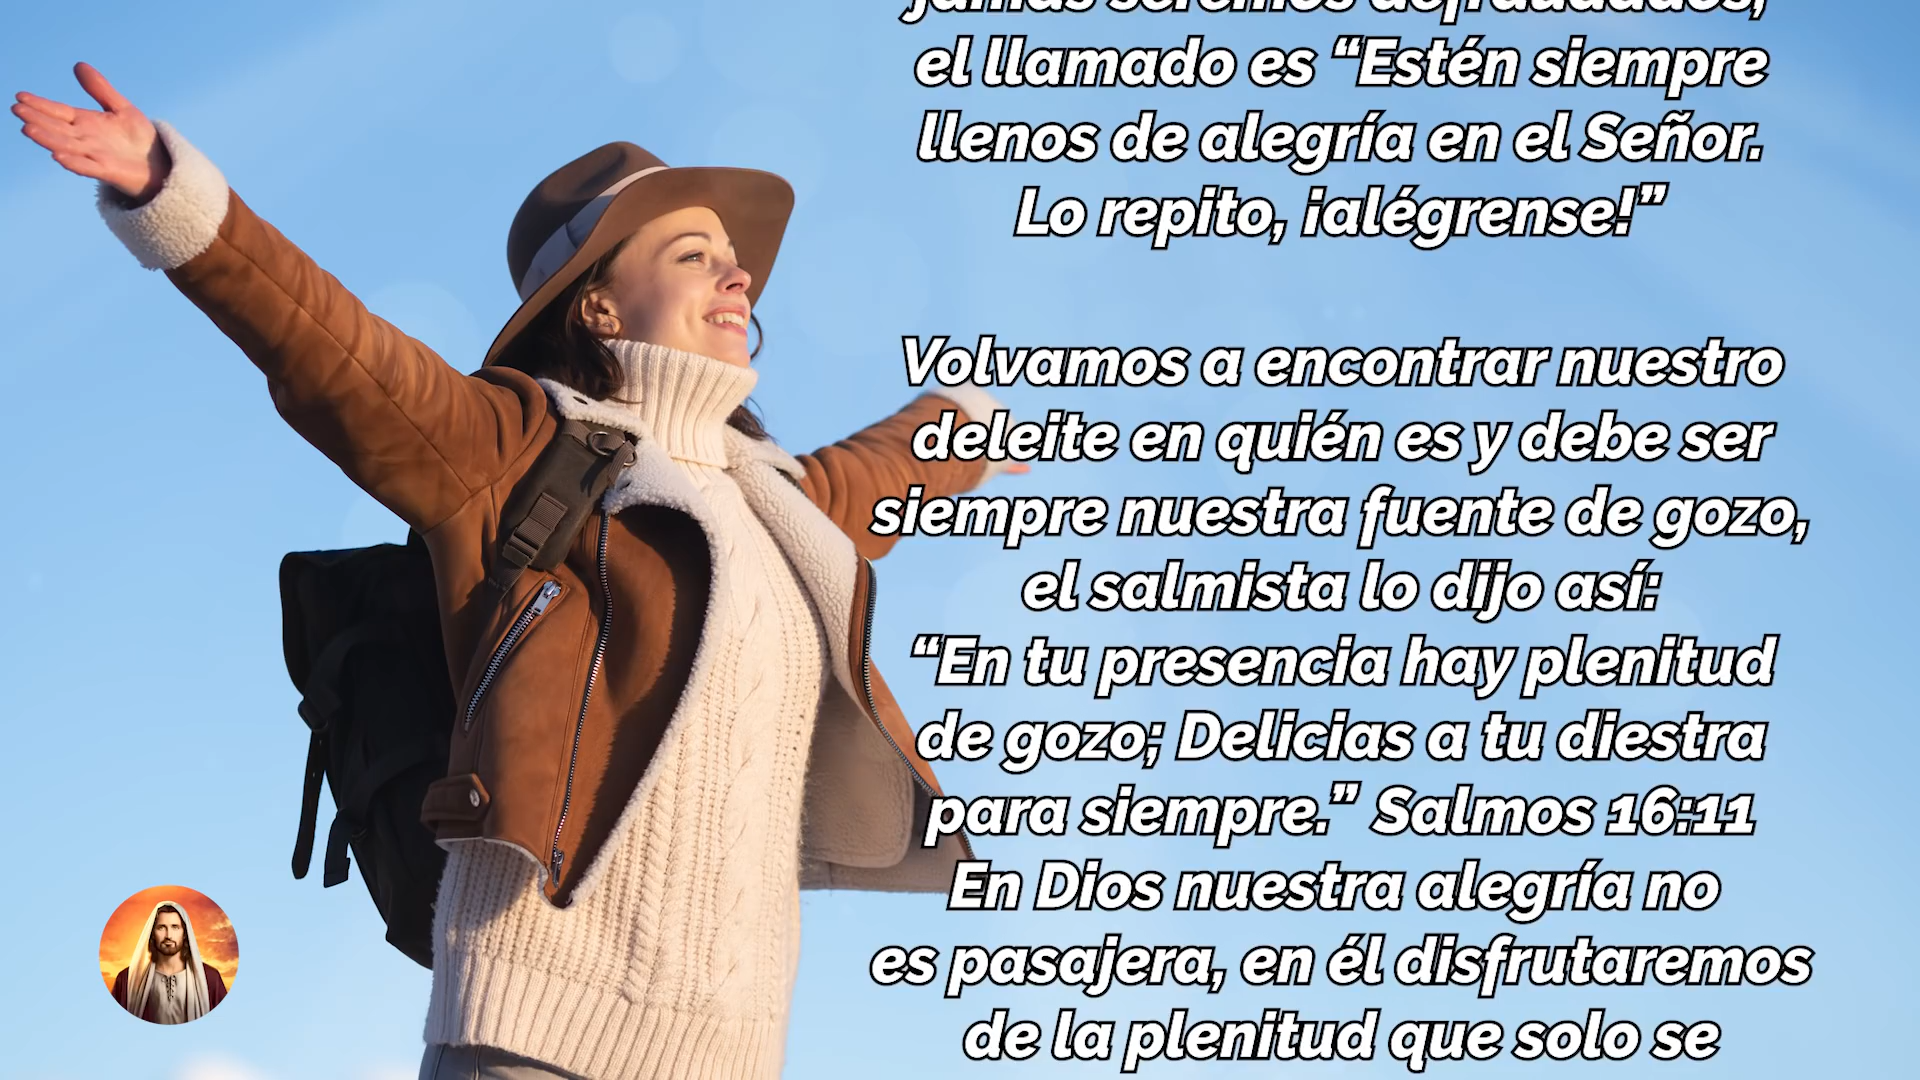 jamás seremos defraudados,
el llamado es “Estén siempre
llenos de alegría en el Señor.
Lo repito, ¡alégrense!”
Volvamos a encontrar nuestro
deleite en quién es y debe ser
siempre nuestra fuente de gozo,
el salmista lo dijo así:
“En tu presencia hay plenitud
de gozo; Delicias a tu diestra
para siempre.” Salmos 16:11
En Dios nuestra alegría no
es pasajera, en él disfrutaremos
de la plenitud que solo se